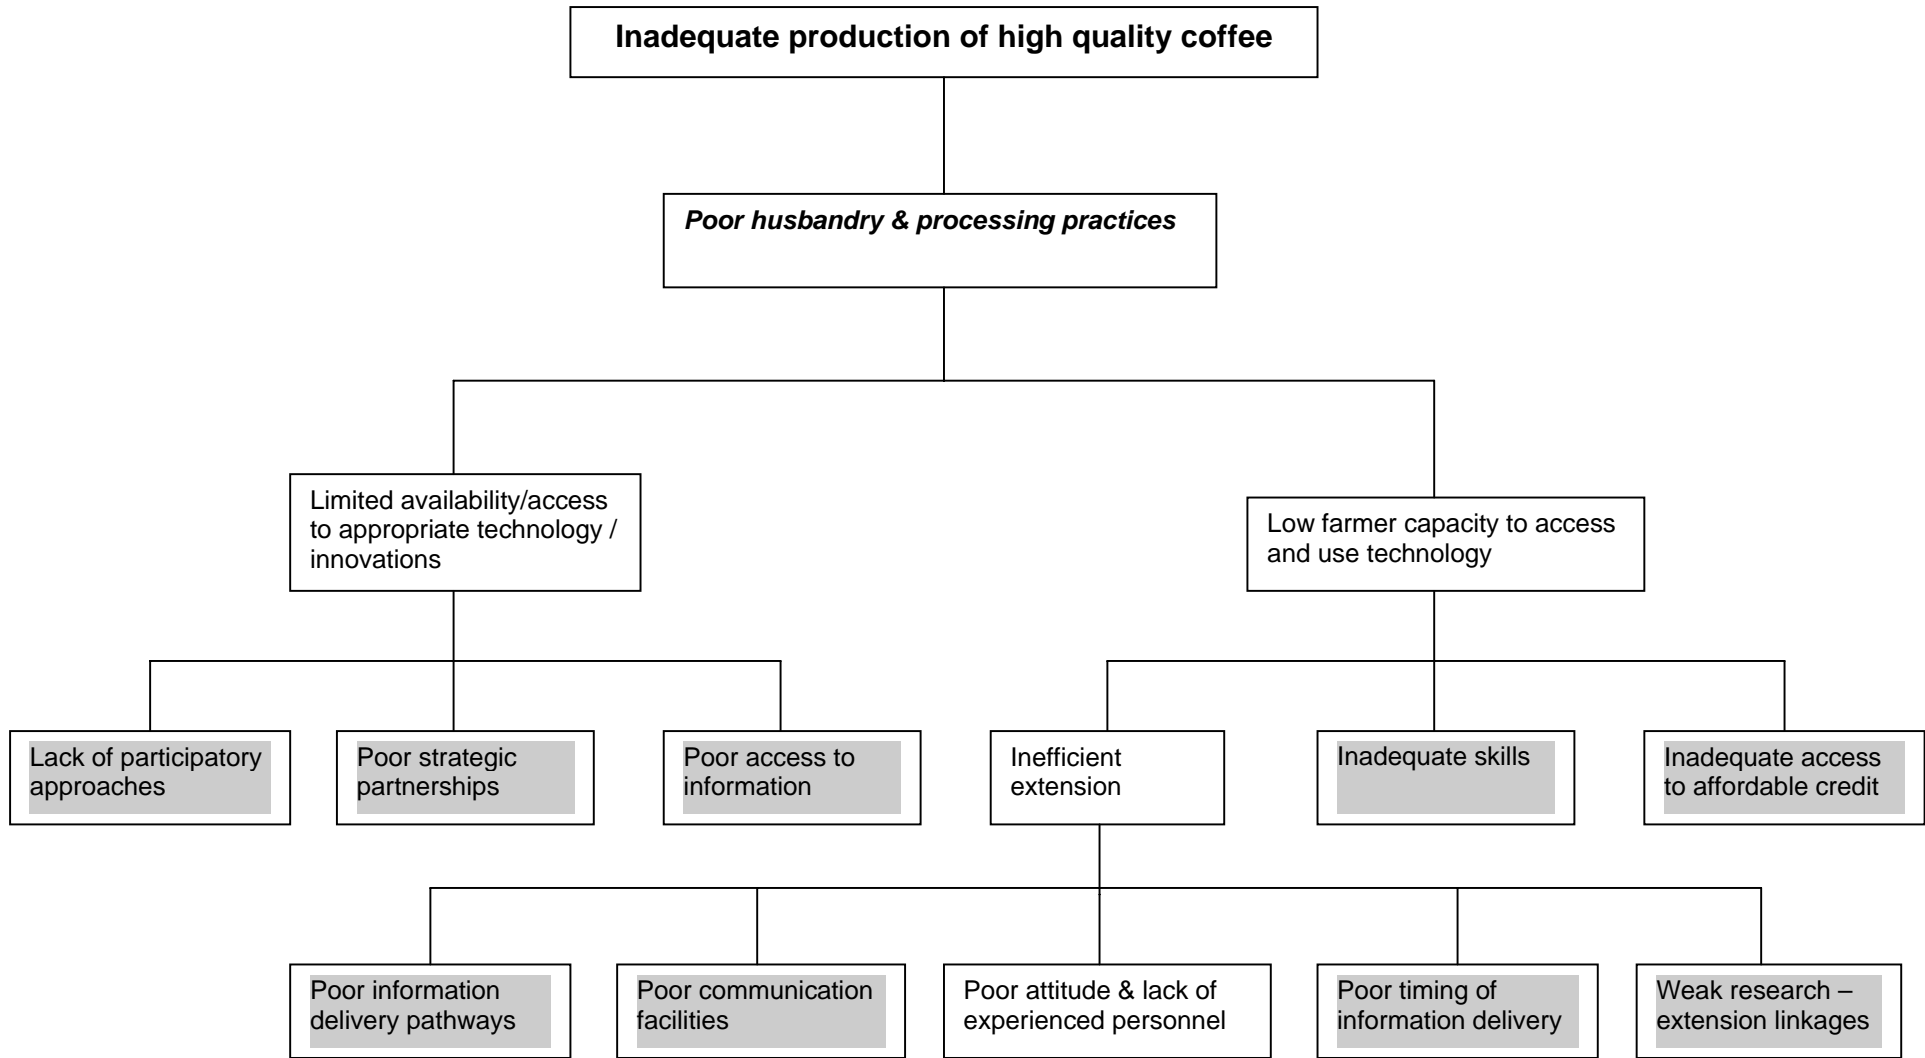 Inadequate production of high quality coffee
Poor husbandry & processing practices
Limited availability/access
to appropriate technology /
innovations
Low farmer capacity to access
and use technology
Lack of participatory
approaches
Poor strategic
partnerships
Poor access to
information
Inefficient
extension
Inadequate skills
Inadequate access
to affordable credit
Poor information
delivery pathways
Poor communication
facilities
Poor attitude & lack of
experienced personnel
Poor timing of
information delivery
Weak research –
extension linkages